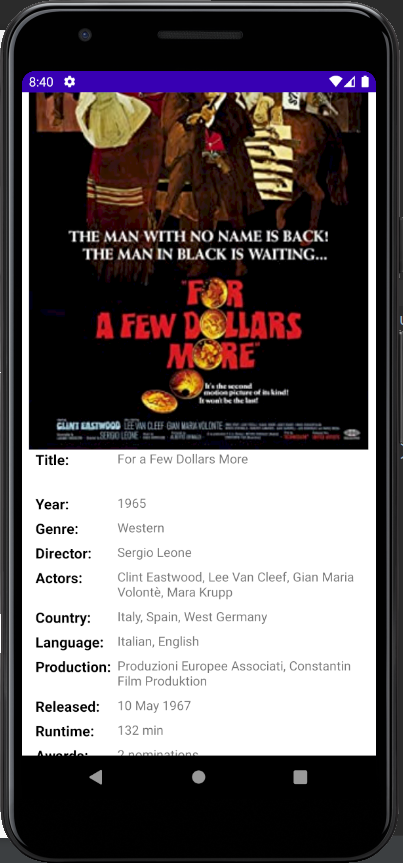 8:40
THE MAN WITH NO NAME IS BACK!
THE MAN IN BLACK IS WAITING...
"FOR
A FEW DOLLARS
MORE"
It's the second
motion picture of its kind!
It won't be the last!
CLINT EASTWOOD LEE VAN CLEEF GIAN MARIA VOLONTE
SERGIO LEONE
Title: For a Few Dollars More
Year: 1965
Genre: Western
Director: Sergio Leone
Actors: Clint Eastwood, Lee Van Cleef, Gian Maria
Volontè, Mara Krupp
Country: Italy, Spain, West Germany
Language: Italian, English
Production: Produzioni Europee Associati, Constantin
Film Produktion
Released: 10 May 1967
Runtime: 132 min
Awards: 2 nominations